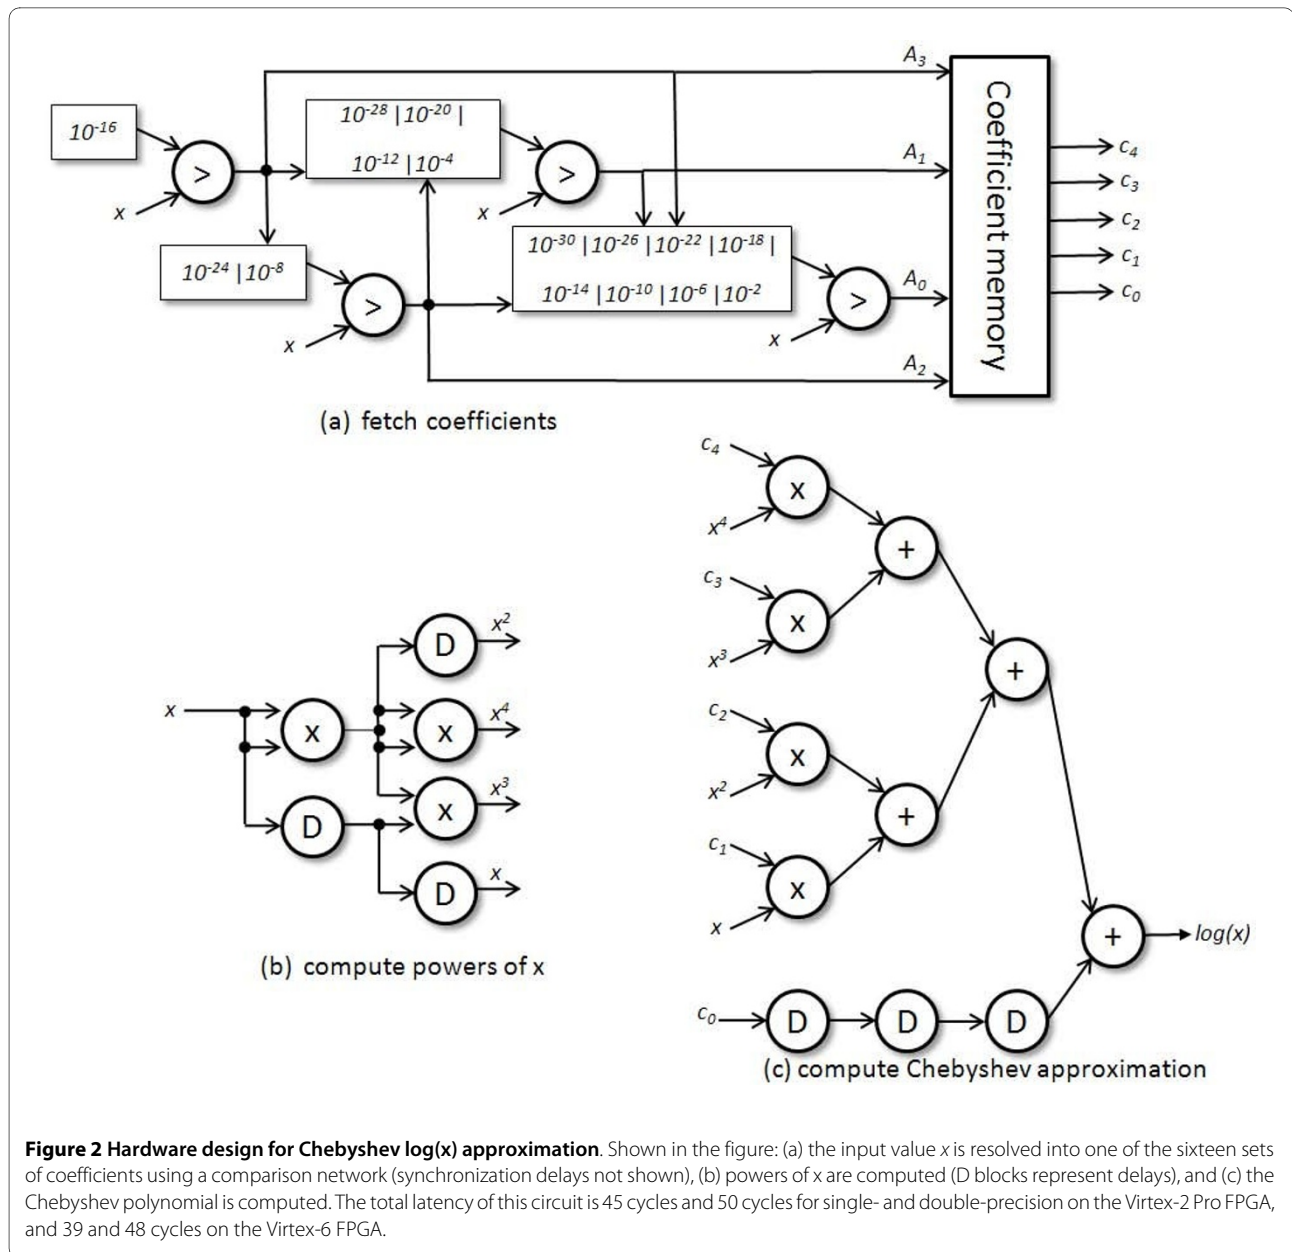 A₃
10⁻¹⁶
>
x
10⁻²⁸ | 10⁻²⁰ |
10⁻¹² | 10⁻⁴
>
x
A₁
10⁻²⁴ | 10⁻⁸
>
x
10⁻³⁰ | 10⁻²⁶ | 10⁻²² | 10⁻¹⁸ |
10⁻¹⁴ | 10⁻¹⁰ | 10⁻⁶ | 10⁻²
>
x
A₀
A₂
Coefficient memory
c₄
c₃
c₂
c₁
c₀
(a) fetch coefficients
x
x
D
D
x²
x
x⁴
x
x³
D
x
(b) compute powers of x
c₄
x⁴
x
c₃
x³
x
+
c₂
x²
x
c₁
x
x
+
+
c₀
D
D
D
+
log(x)
(c) compute Chebyshev approximation
Figure 2 Hardware design for Chebyshev log(x) approximation. Shown in the figure: (a) the input value x is resolved into one of the sixteen sets
of coefficients using a comparison network (synchronization delays not shown), (b) powers of x are computed (D blocks represent delays), and (c) the
Chebyshev polynomial is computed. The total latency of this circuit is 45 cycles and 50 cycles for single- and double-precision on the Virtex-2 Pro FPGA,
and 39 and 48 cycles on the Virtex-6 FPGA.